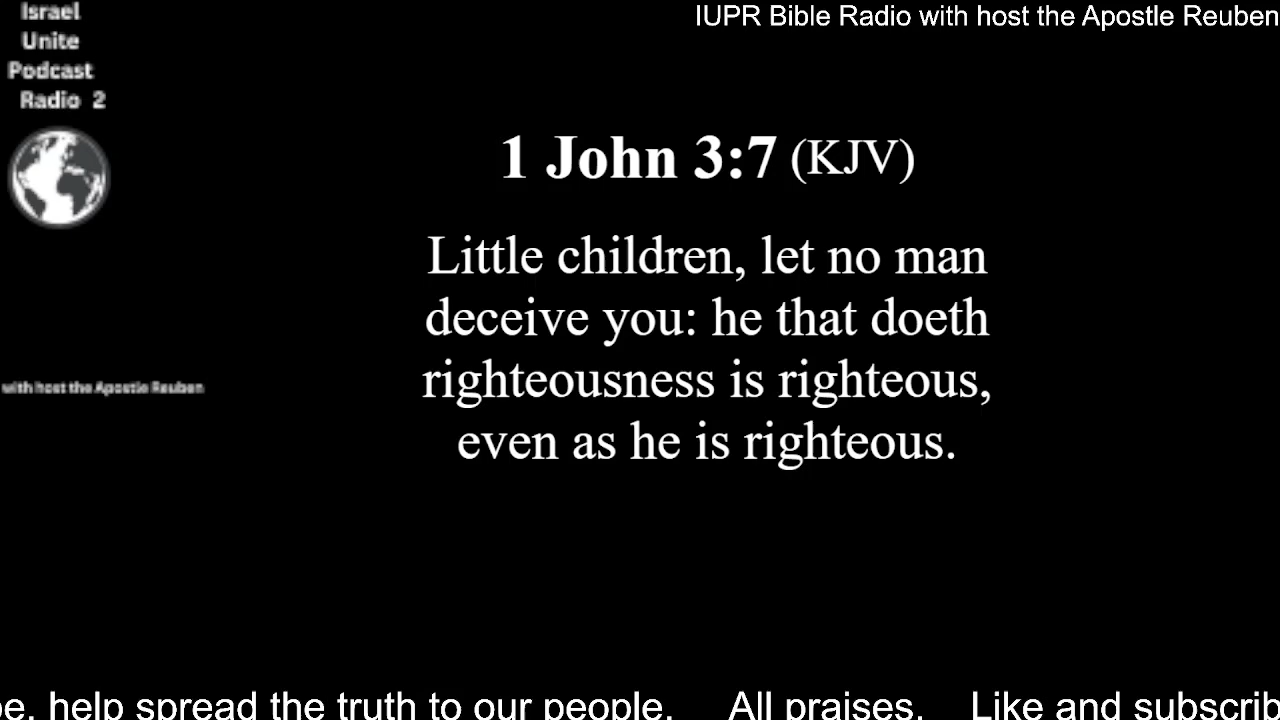 Israel
Unite
Podcast
Radio 2
IUPR Bible Radio with host the Apostle Reuben
1 John 3:7 (KJV)
Little children, let no man
deceive you: he that doeth
righteousness is righteous,
even as he is righteous.
with host the Apostle Reuben
be, help spread the truth to our people. All praises. Like and subscrib